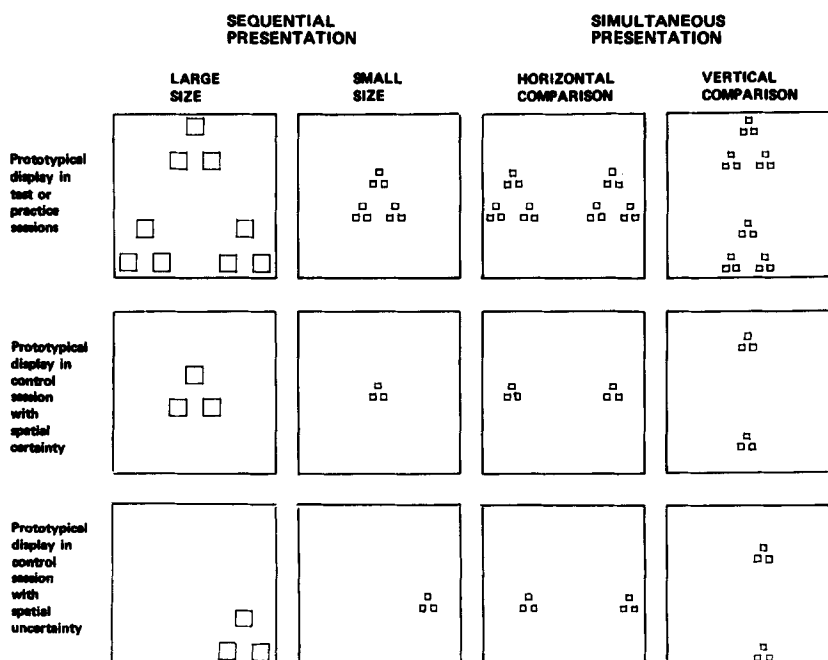 SEQUENTIAL
PRESENTATION
SIMULTANEOUS
PRESENTATION
LARGE
SIZE
SMALL
SIZE
HORIZONTAL
COMPARISON
VERTICAL
COMPARISON
Prototypical
display in
test or
practice
sessions
Prototypical
display in
control
session
with
spatial
certainty
Prototypical
display in
control
session
with
spatial
uncertainty